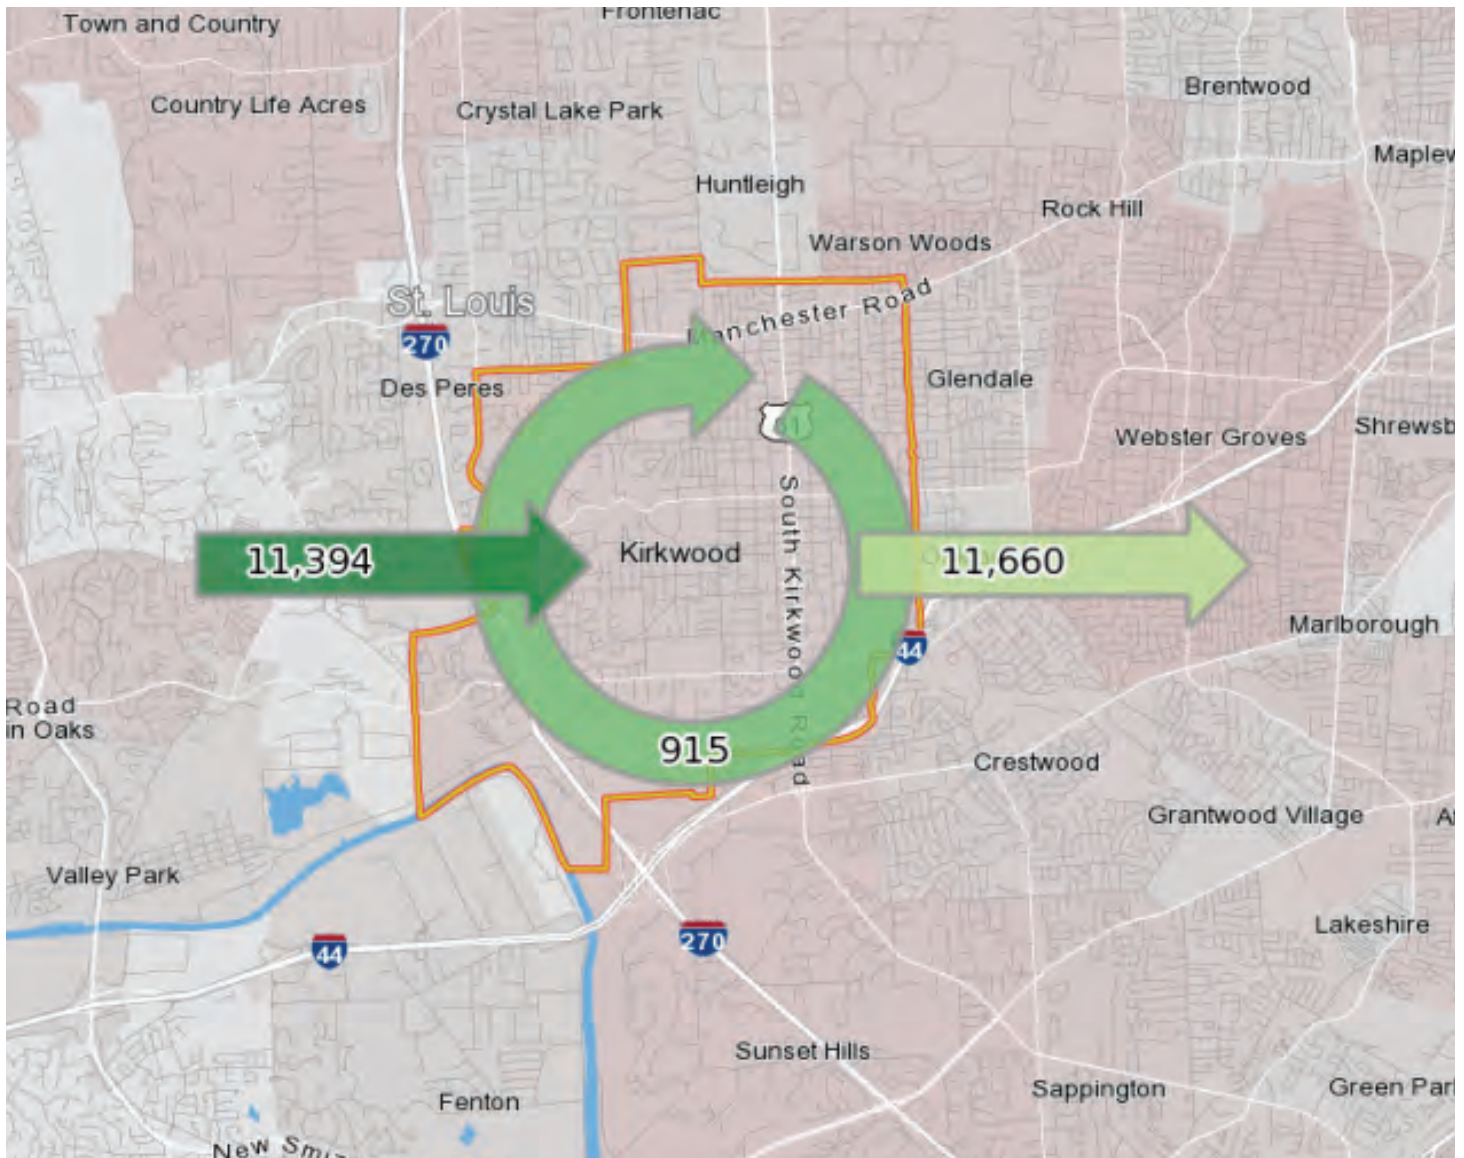 Frontenac
Town and Country
Brentwood
Country Life Acres
Crystal Lake Park
Huntleigh
Rock Hill
Warson Woods
St. Louis
Manchester Road
270
Des Peres
Glendale
61
Shrewsb
Webster Groves
South Kirkwood Road
Kirkwood
11,394
11,660
Marlborough
44
Road
in Oaks
915
Crestwood
Grantwood Village
Valley Park
Lakeshire
270
44
Sunset Hills
Sappington
Green Par
Fenton